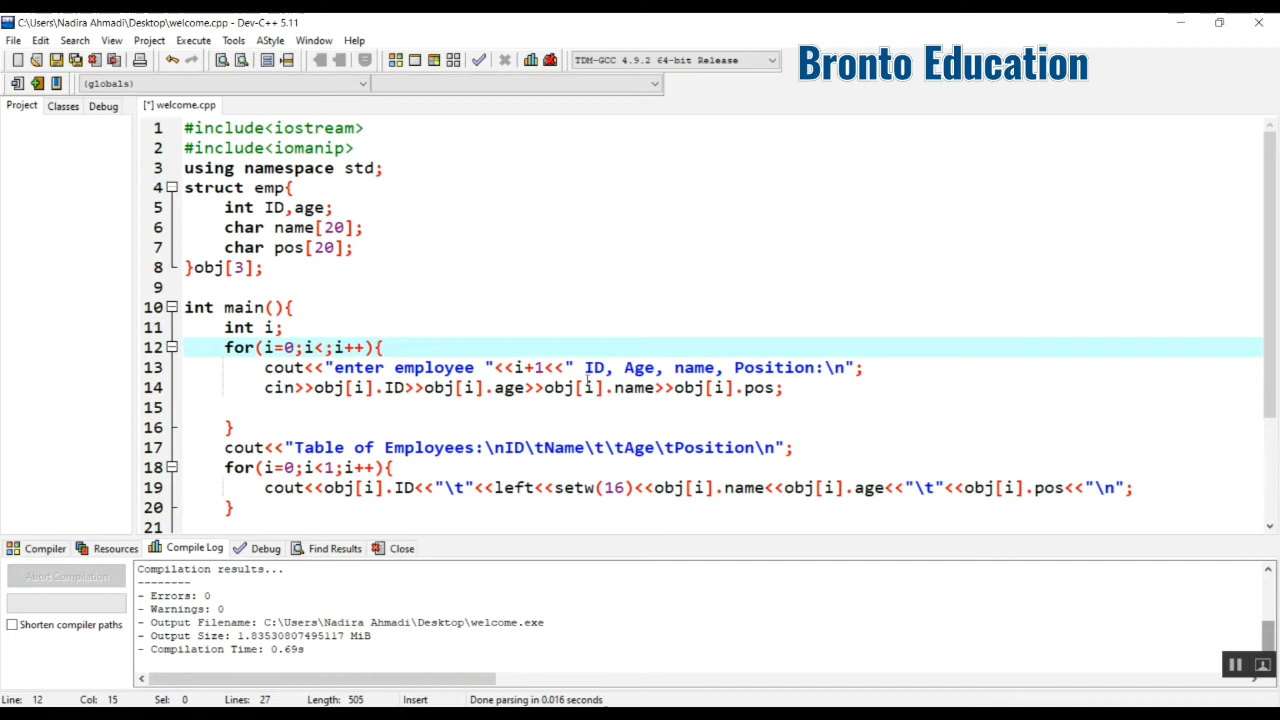 C:\Users\Nadira Ahmadi\Desktop\welcome.cpp - Dev-C++ 5.11
File Edit Search View Project Execute Tools AStyle Window Help
TDM-GCC 4.9.2 64-bit Release
Bronto Education
(globals)
Project Classes Debug
[*] welcome.cpp
1 #include<iostream>
2 #include<iomanip>
3 using namespace std;
4 struct emp{
5 int ID,age;
6 char name[20];
7 char pos[20];
8 }obj[3];
9
10 int main(){
11 int i;
12 for(i=0;i<;i++){
13 cout<<"enter employee "<<i+1<<" ID, Age, name, Position:\n";
14 cin>>obj[i].ID>>obj[i].age>>obj[i].name>>obj[i].pos;
15
16 }
17 cout<<"Table of Employees:\nID\tName\t\tAge\tPosition\n";
18 for(i=0;i<1;i++){
19 cout<<obj[i].ID<<"\t"<<left<<setw(16)<<obj[i].name<<obj[i].age<<"\t"<<obj[i].pos<<"\n";
20 }
21
Compiler Resources Compile Log Debug Find Results Close
Abort Compilation
Shorten compiler paths
Compilation results...
--------
- Errors: 0
- Warnings: 0
- Output Filename: C:\Users\Nadira Ahmadi\Desktop\welcome.exe
- Output Size: 1.83530807495117 MiB
- Compilation Time: 0.69s
Line: 12 Col: 15 Sel: 0 Lines: 27 Length: 505 Insert Done parsing in 0.016 seconds